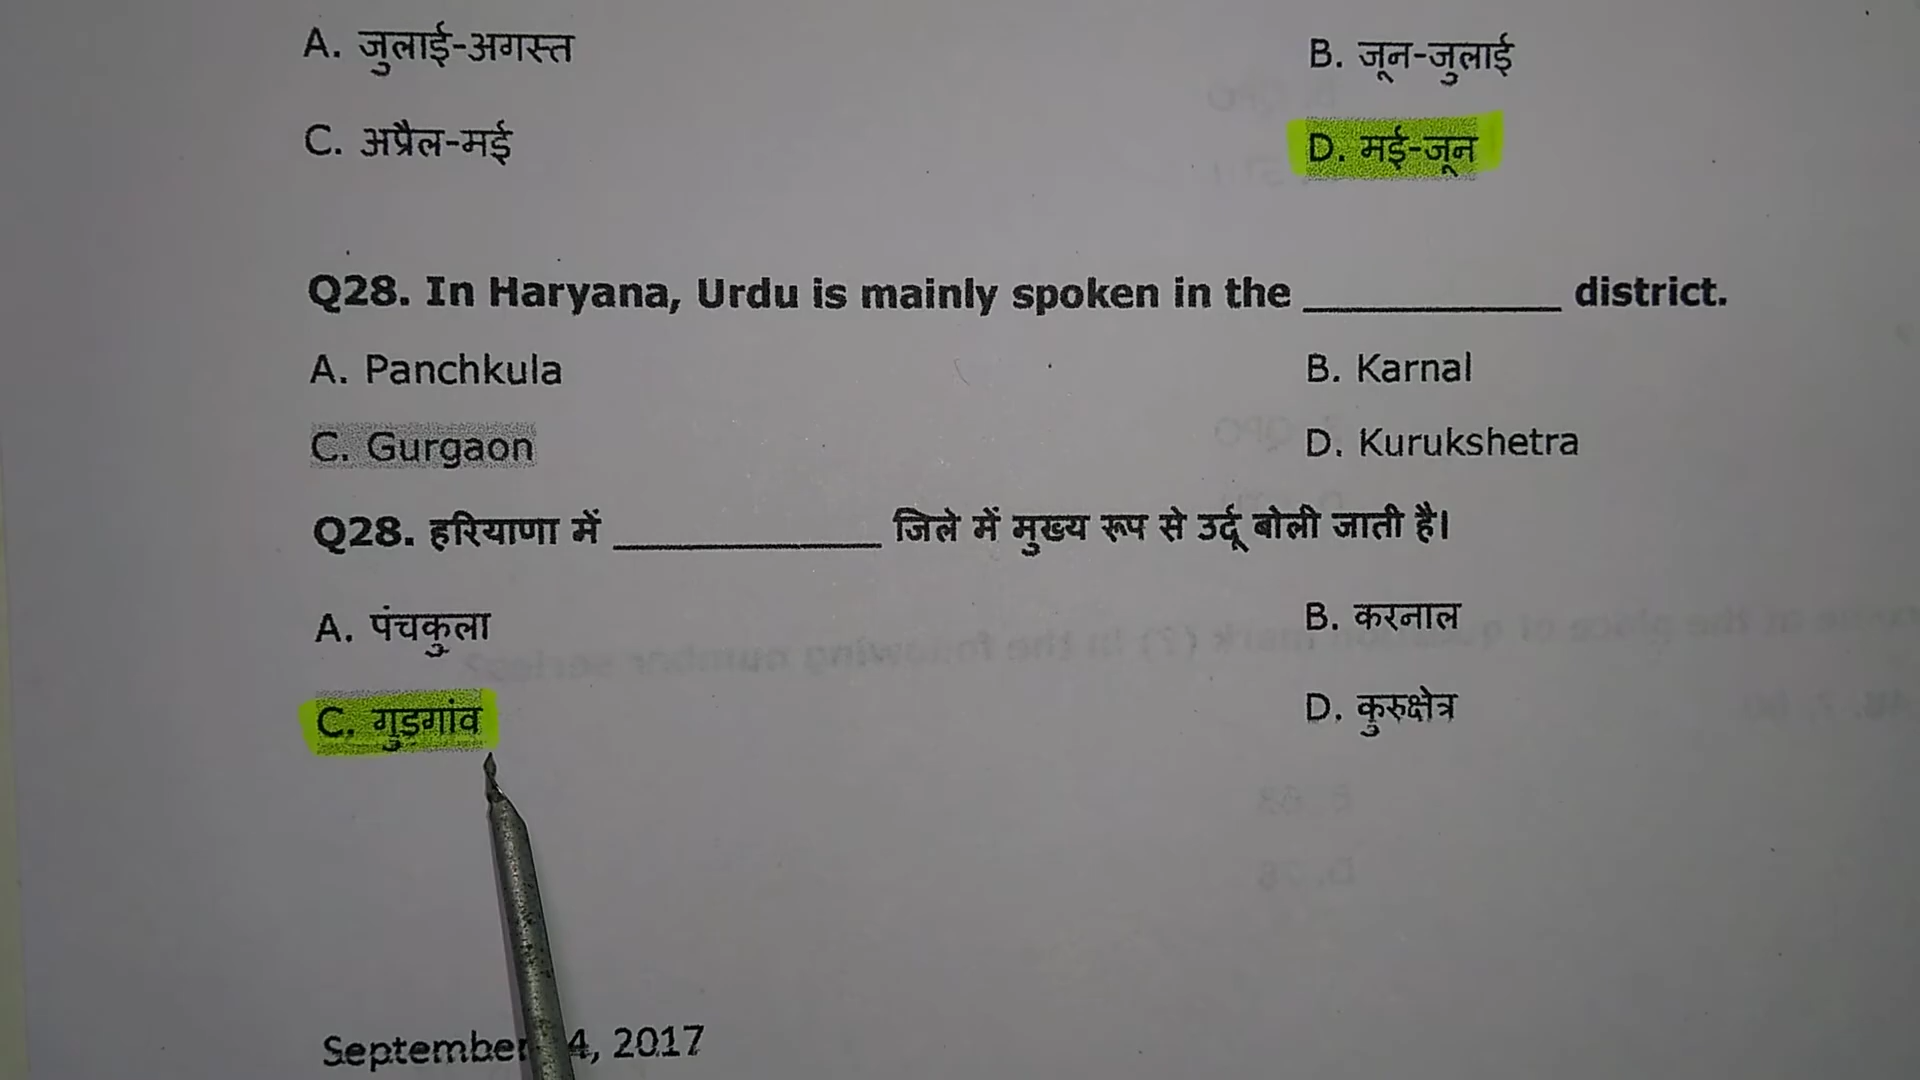 A. जुलाई-अगस्त B. जून-जुलाई
C. अप्रैल-मई D. मई-जून
Q28. In Haryana, Urdu is mainly spoken in the ____________ district.
A. Panchkula B. Karnal
C. Gurgaon D. Kurukshetra
Q28. हरियाणा में ____________ जिले में मुख्य रूप से उर्दू बोली जाती है।
A. पंचकुला B. करनाल
C. गुड़गांव D. कुरुक्षेत्र
September 4, 2017